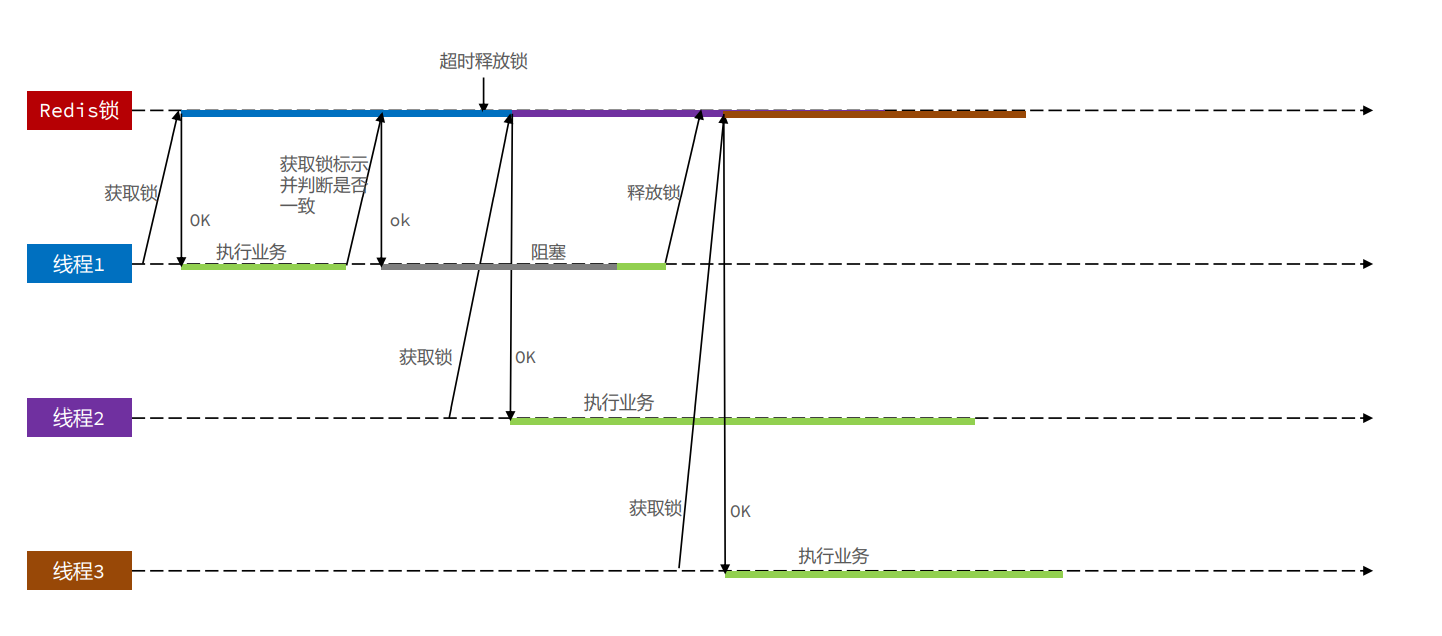 超时释放锁
Redis锁
获取锁标示
并判断是否
一致
获取锁
释放锁
OK
ok
执行业务
阻塞
线程1
获取锁
OK
执行业务
线程2
获取锁
OK
执行业务
线程3